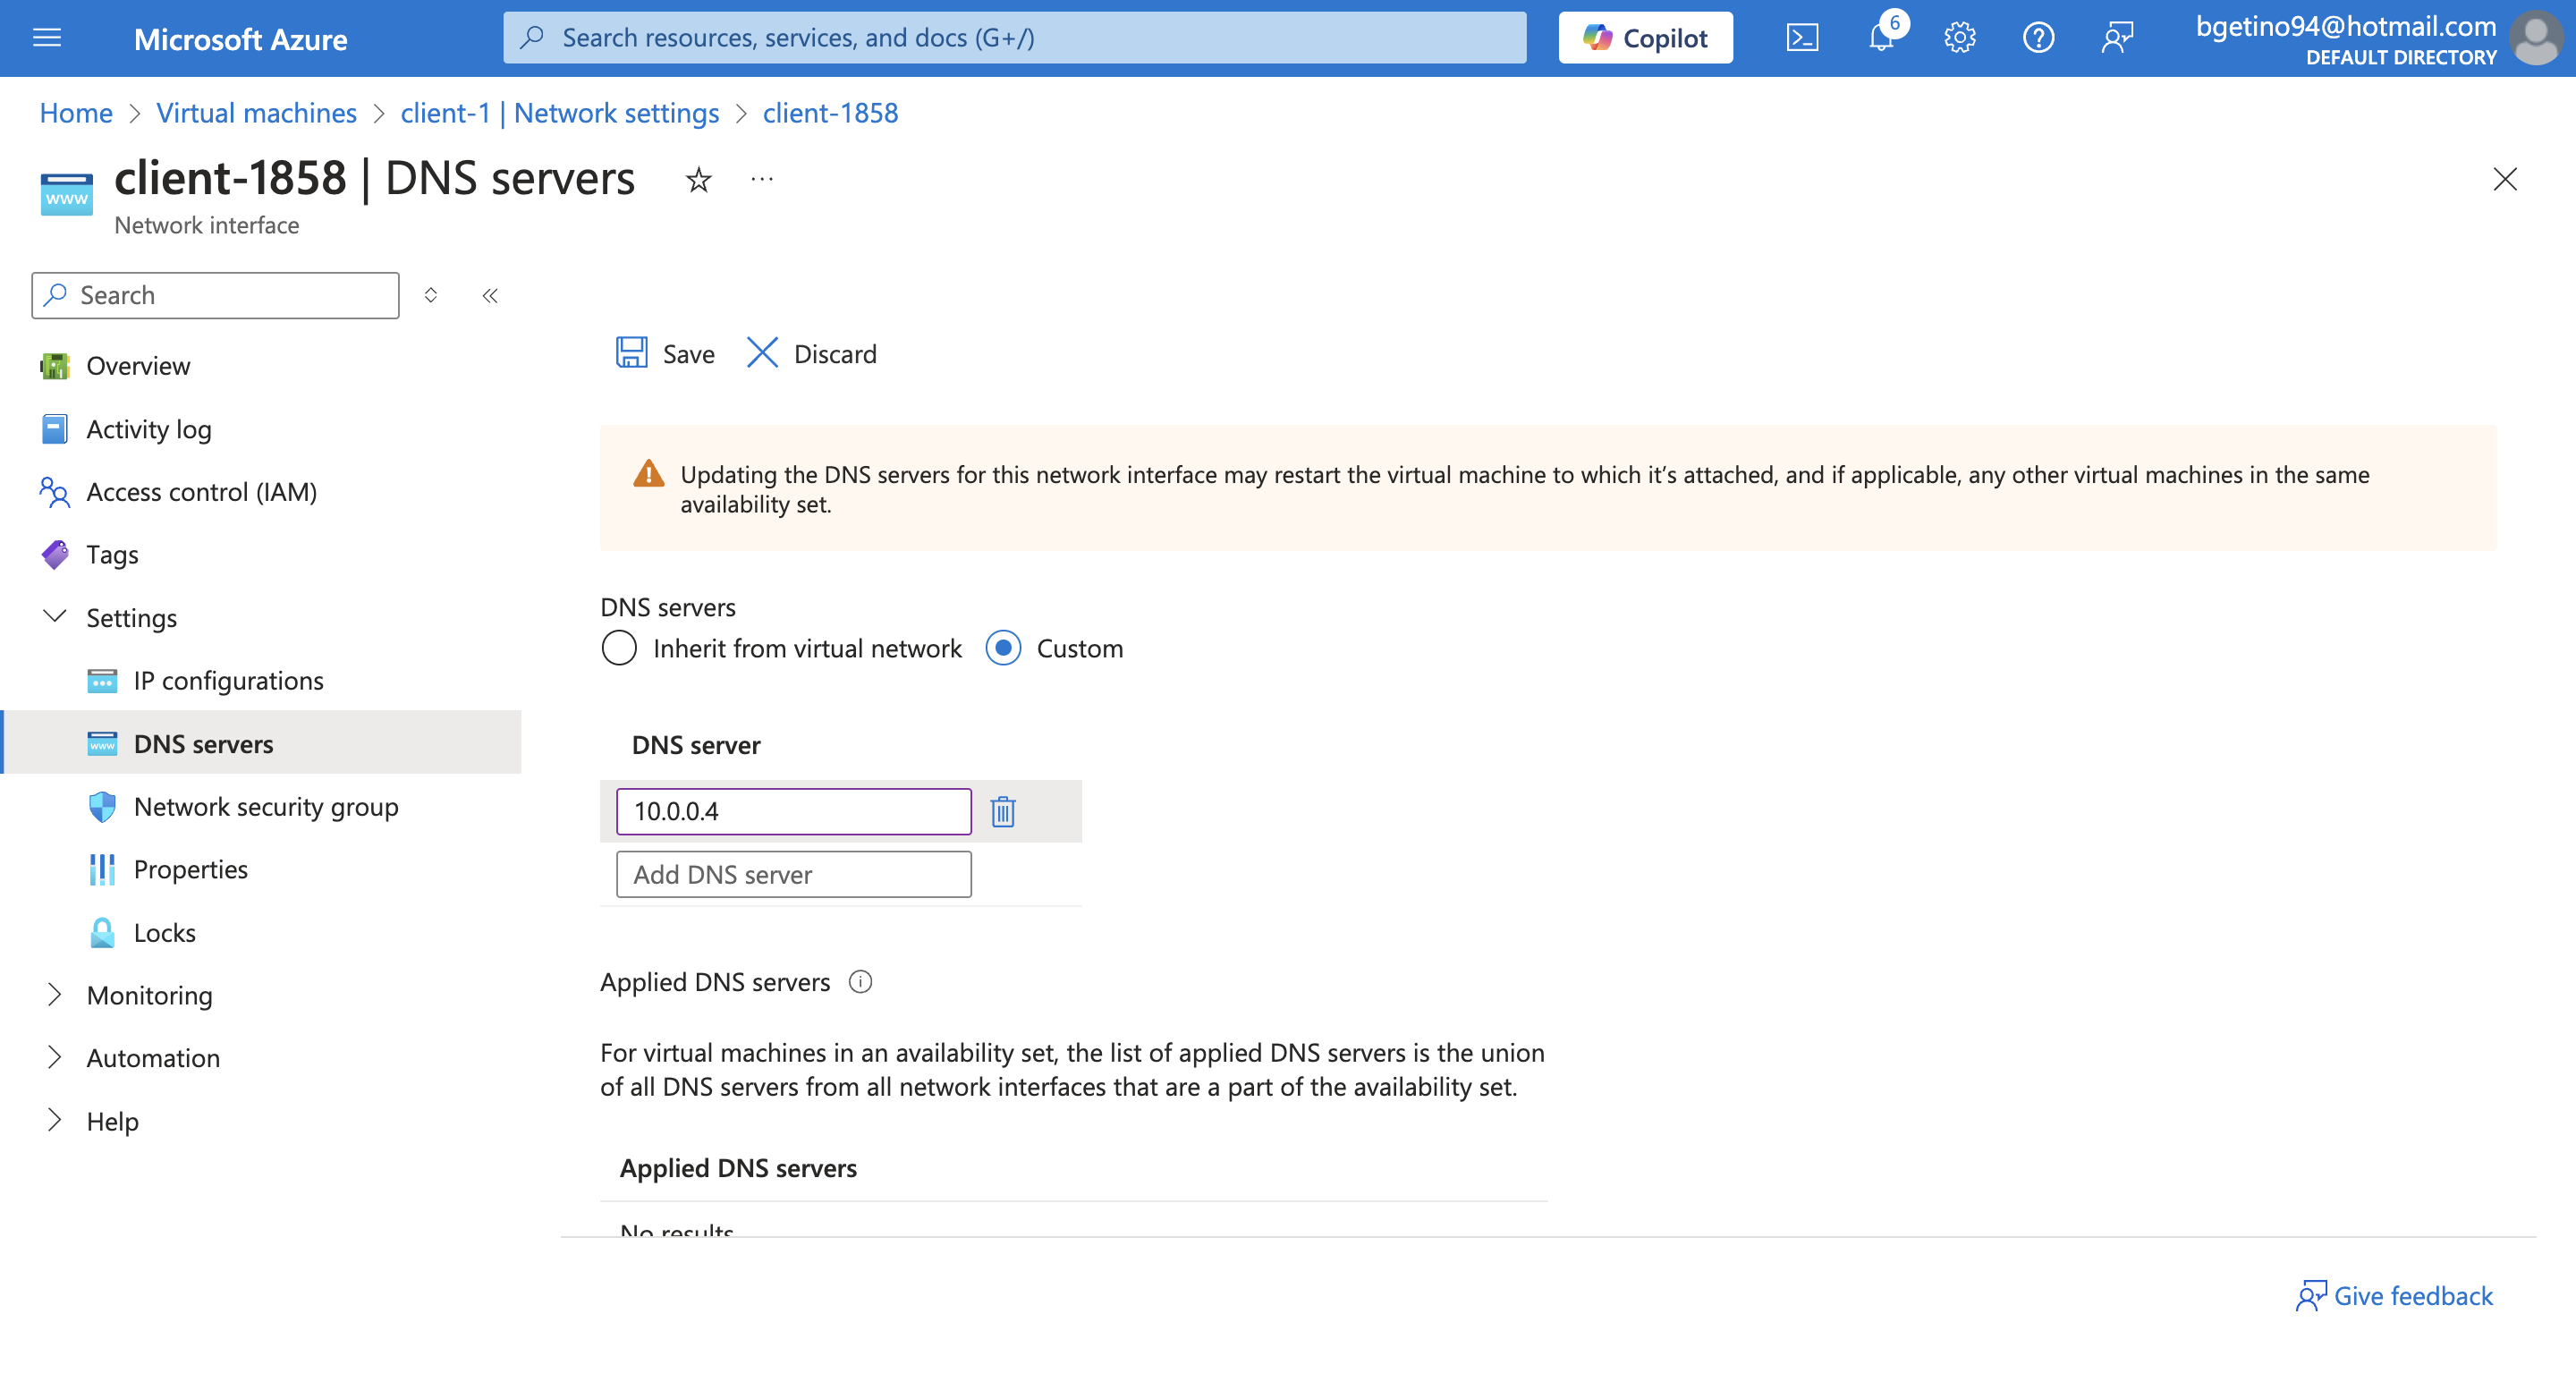 Microsoft Azure
Search resources, services, and docs (G+/)
Copilot
6
bgetino94@hotmail.com
DEFAULT DIRECTORY
Home > Virtual machines > client-1 | Network settings > client-1858
www
client-1858 | DNS servers
Network interface
Search
Save
Discard
Overview
Activity log
Access control (IAM)
Tags
Settings
IP configurations
www
DNS servers
Network security group
Properties
Locks
Monitoring
Automation
Help
Updating the DNS servers for this network interface may restart the virtual machine to which it’s attached, and if applicable, any other virtual machines in the same
availability set.
DNS servers
Inherit from virtual network
Custom
DNS server
10.0.0.4
Add DNS server
Applied DNS servers
For virtual machines in an availability set, the list of applied DNS servers is the union
of all DNS servers from all network interfaces that are a part of the availability set.
Applied DNS servers
No results
Give feedback